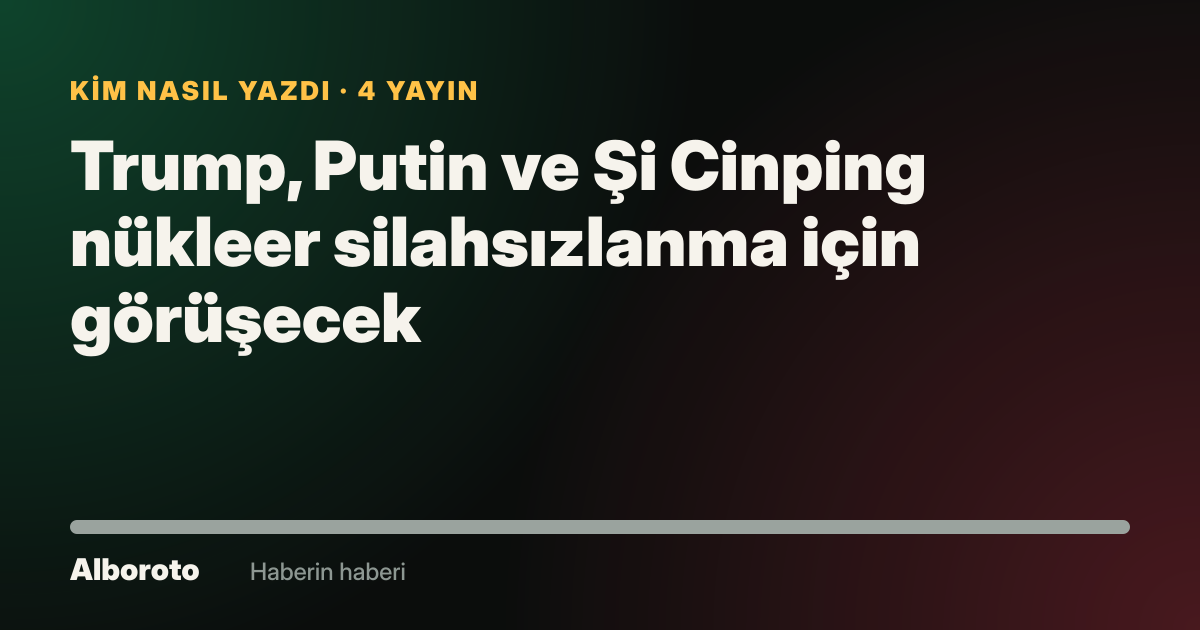 KİM NASIL YAZDI · 4 YAYIN
Trump, Putin ve Şi Cinping
nükleer silahsızlanma için
görüşecek
Alboroto Haberin haberi